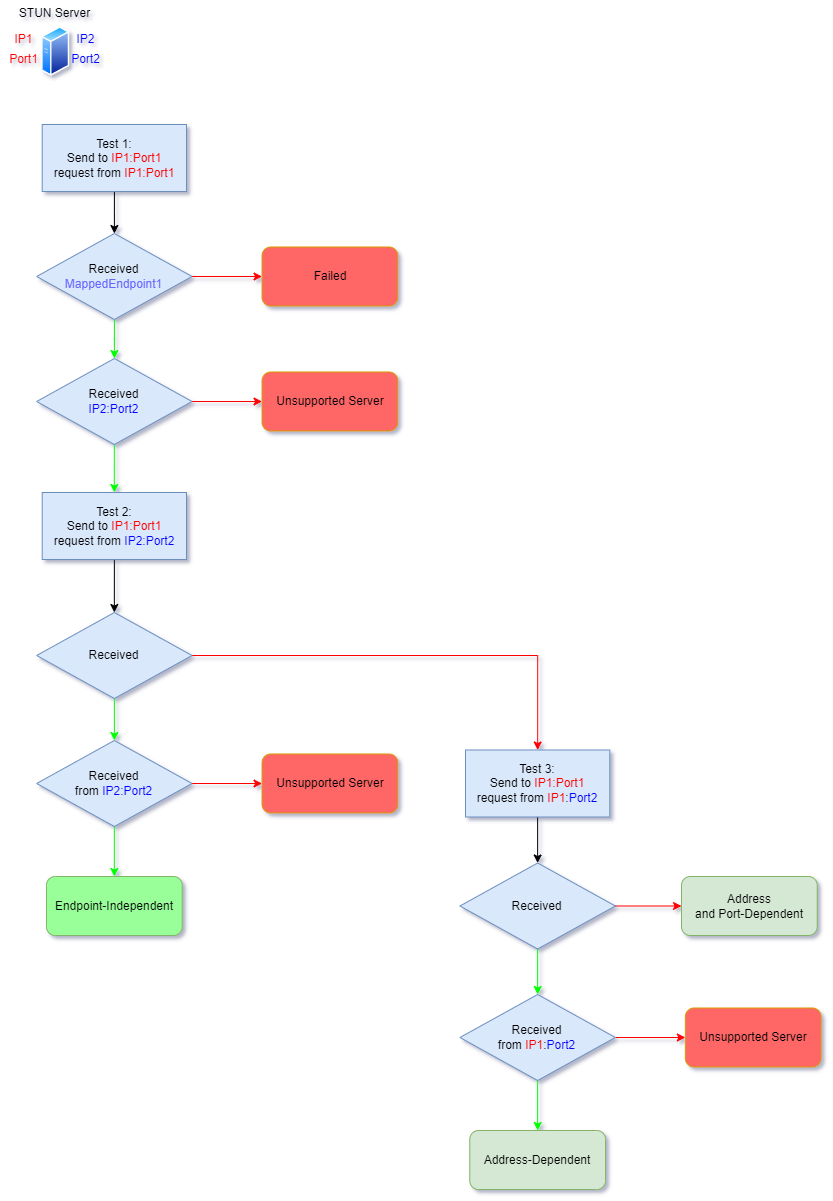 STUN Server
IP1
IP2
Port1
Port2
Test 1:
Send to IP1:Port1
request from IP1:Port1
Received
MappedEndpoint1
Failed
Received
IP2:Port2
Unsupported Server
Test 2:
Send to IP1:Port1
request from IP2:Port2
Received
Received
from IP2:Port2
Unsupported Server
Endpoint-Independent
Test 3:
Send to IP1:Port1
request from IP1:Port2
Received
Address
and Port-Dependent
Received
from IP1:Port2
Unsupported Server
Address-Dependent